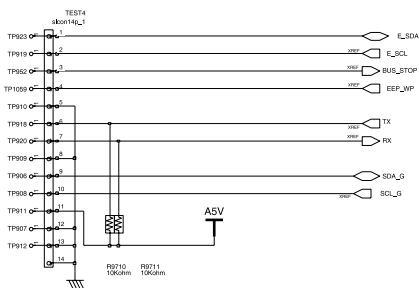 TEST4
slcon14p_1
TP923 1 E_SDA
TP919 2 XREF E_SCL
TP952 3 XREF BUS_STOP
TP1059 4 XREF EEP_WP
TP910 5
TP918 6 XREF TX
TP920 7 XREF RX
TP909 8
TP906 9 SDA_G
TP908 10 XREF SCL_G
TP911 11 A5V
TP907 12
TP912 13
14
R9710 R9711
10Kohm 10Kohm